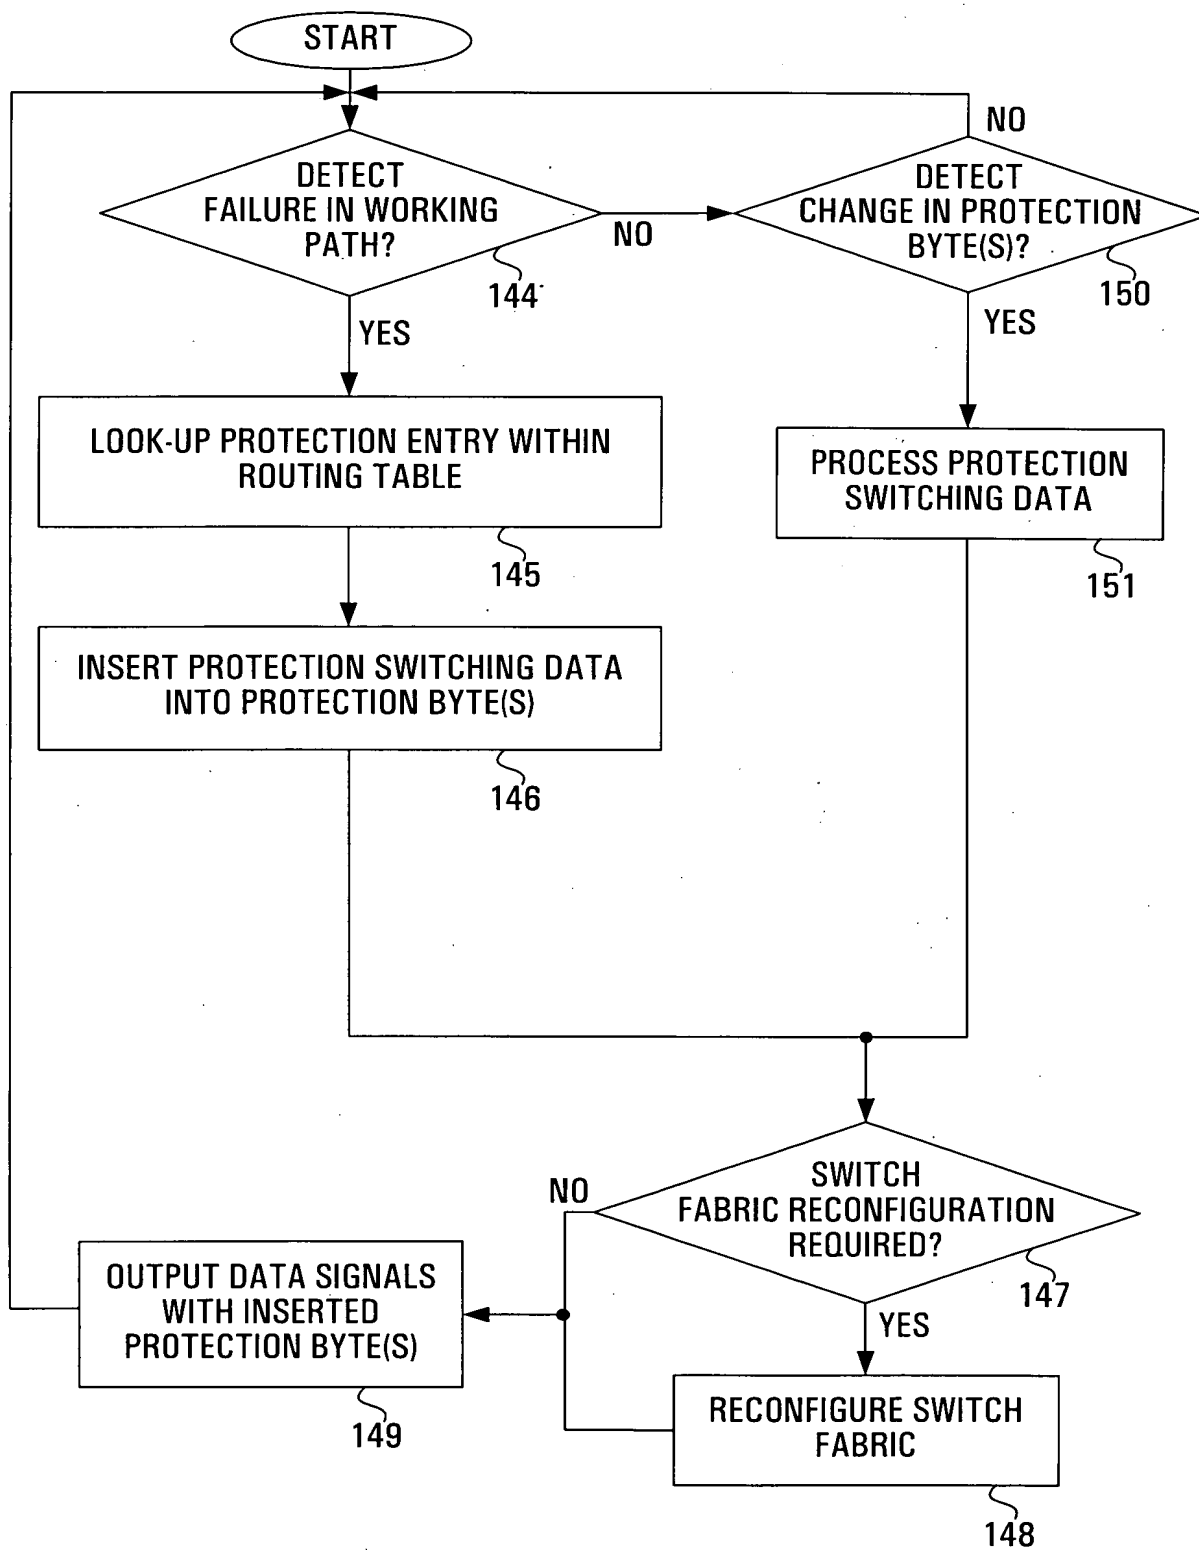 START
DETECT
FAILURE IN WORKING
PATH?
144
NO
YES
DETECT
CHANGE IN PROTECTION
BYTE(S)?
150
NO
YES
LOOK-UP PROTECTION ENTRY WITHIN
ROUTING TABLE
145
PROCESS PROTECTION
SWITCHING DATA
151
INSERT PROTECTION SWITCHING DATA
INTO PROTECTION BYTE(S)
146
SWITCH
FABRIC RECONFIGURATION
REQUIRED?
147
NO
YES
OUTPUT DATA SIGNALS
WITH INSERTED
PROTECTION BYTE(S)
149
RECONFIGURE SWITCH
FABRIC
148